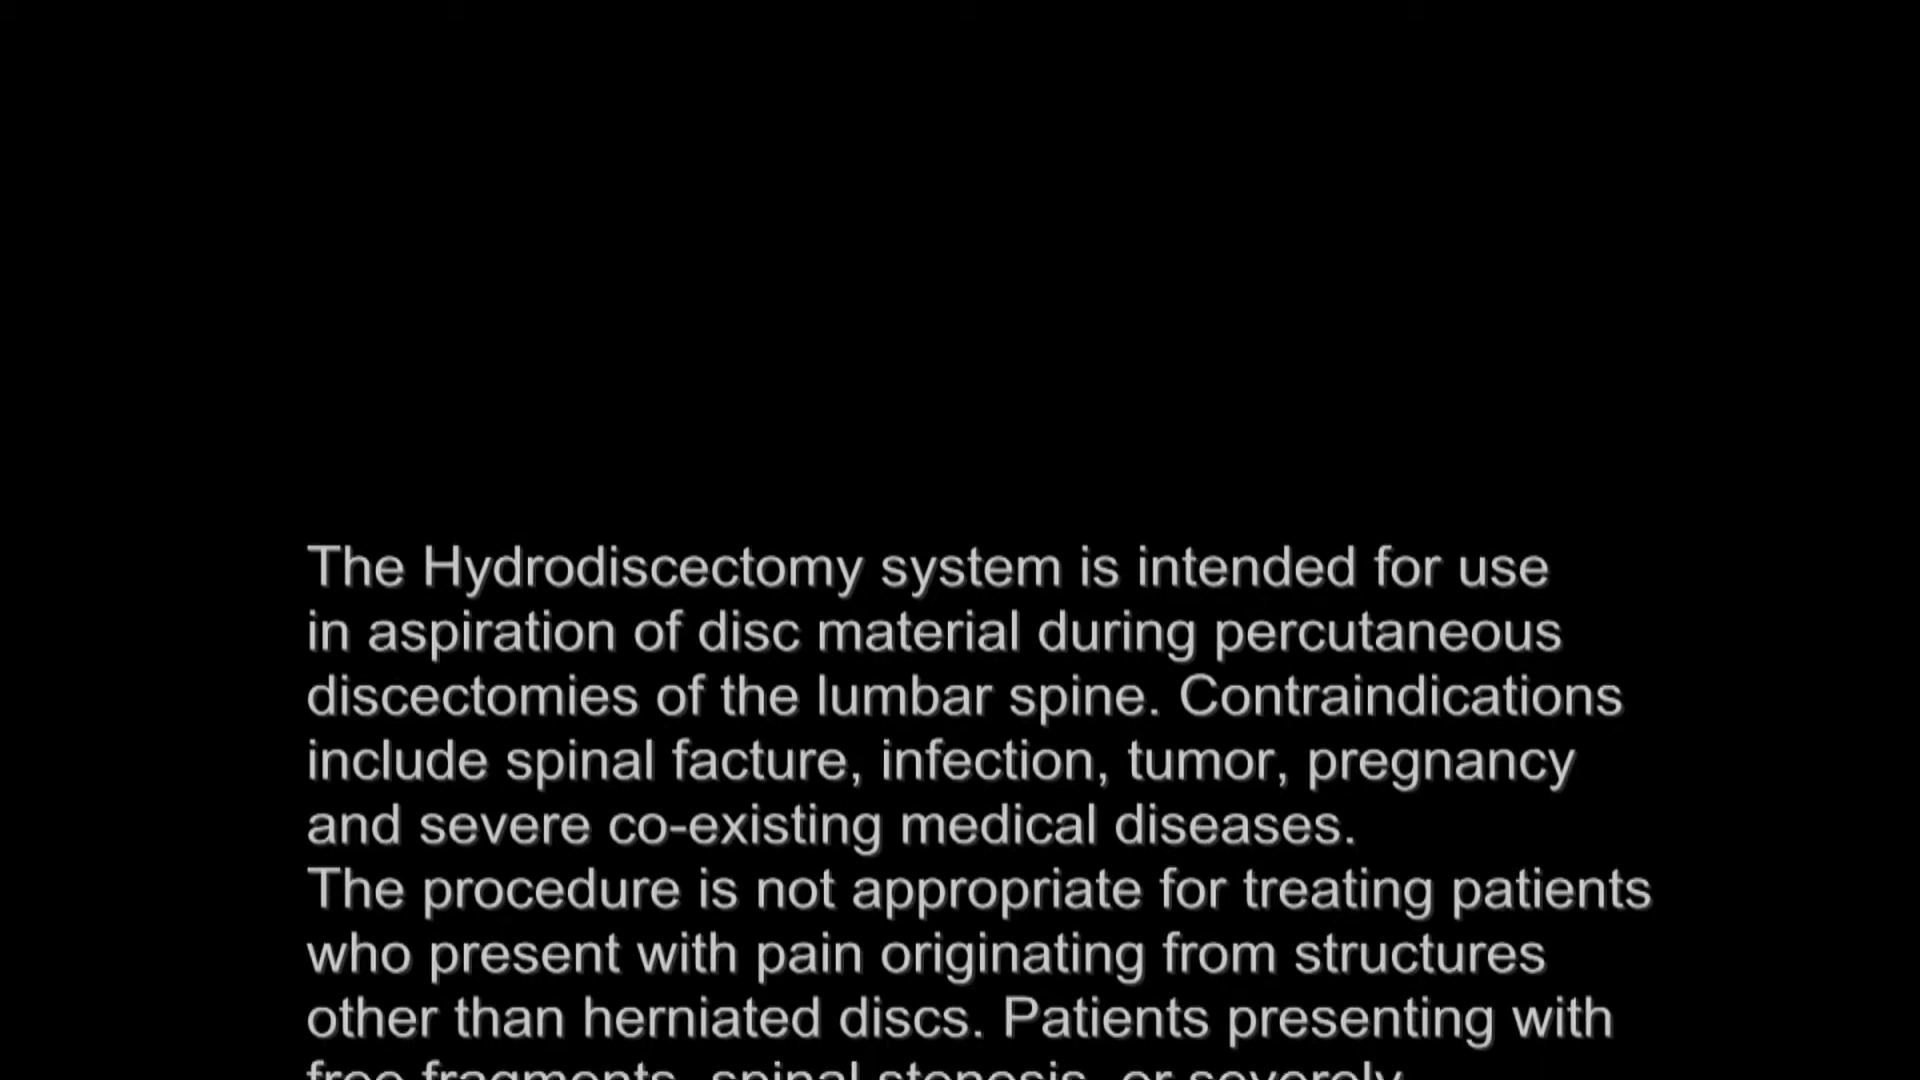 The Hydrodiscectomy system is intended for use
in aspiration of disc material during percutaneous
discectomies of the lumbar spine. Contraindications
include spinal facture, infection, tumor, pregnancy
and severe co-existing medical diseases.
The procedure is not appropriate for treating patients
who present with pain originating from structures
other than herniated discs. Patients presenting with
free fragments, spinal stenosis, or severely